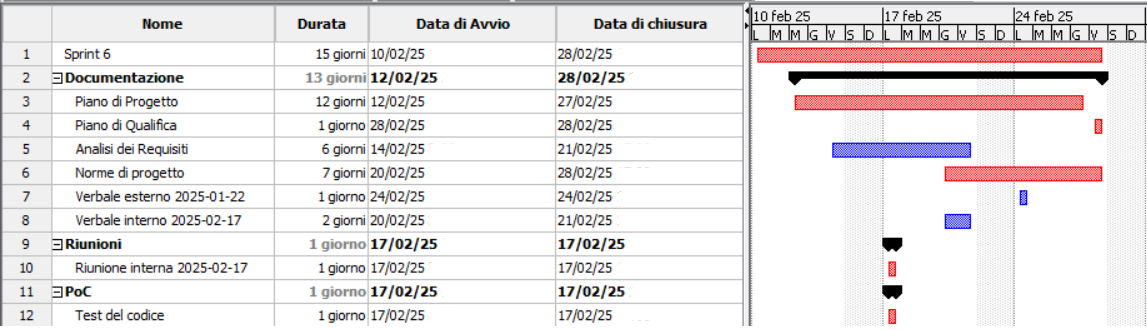 Nome Durata Data di Avvio Data di chiusura 10 feb 25 17 feb 25 24 feb 25
L M M G V S D L M M G V S D L M M G V S D
1 Sprint 6 15 giorni 10/02/25 28/02/25
2 Documentazione 13 giorni 12/02/25 28/02/25
3 Piano di Progetto 12 giorni 12/02/25 27/02/25
4 Piano di Qualifica 1 giorno 28/02/25 28/02/25
5 Analisi dei Requisiti 6 giorni 14/02/25 21/02/25
6 Norme di progetto 7 giorni 20/02/25 28/02/25
7 Verbale esterno 2025-01-22 1 giorno 24/02/25 24/02/25
8 Verbale interno 2025-02-17 2 giorni 20/02/25 21/02/25
9 Riunioni 1 giorno 17/02/25 17/02/25
10 Riunione interna 2025-02-17 1 giorno 17/02/25 17/02/25
11 PoC 1 giorno 17/02/25 17/02/25
12 Test del codice 1 giorno 17/02/25 17/02/25